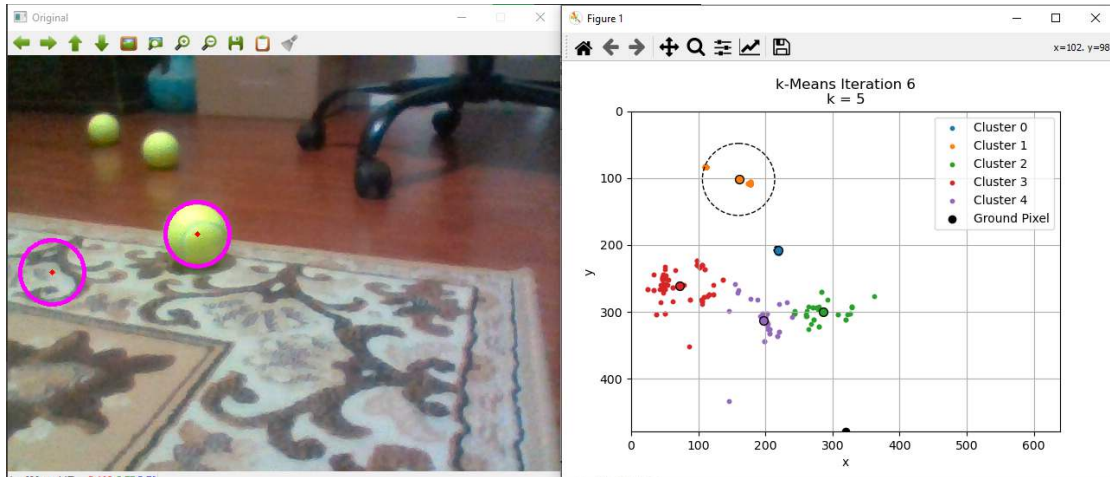 Original
Figure 1
x=102. y=98
k-Means Iteration 6
k = 5
0
100
200
300
400
y
0
100
200
300
400
500
600
x
Cluster 0
Cluster 1
Cluster 2
Cluster 3
Cluster 4
Ground Pixel